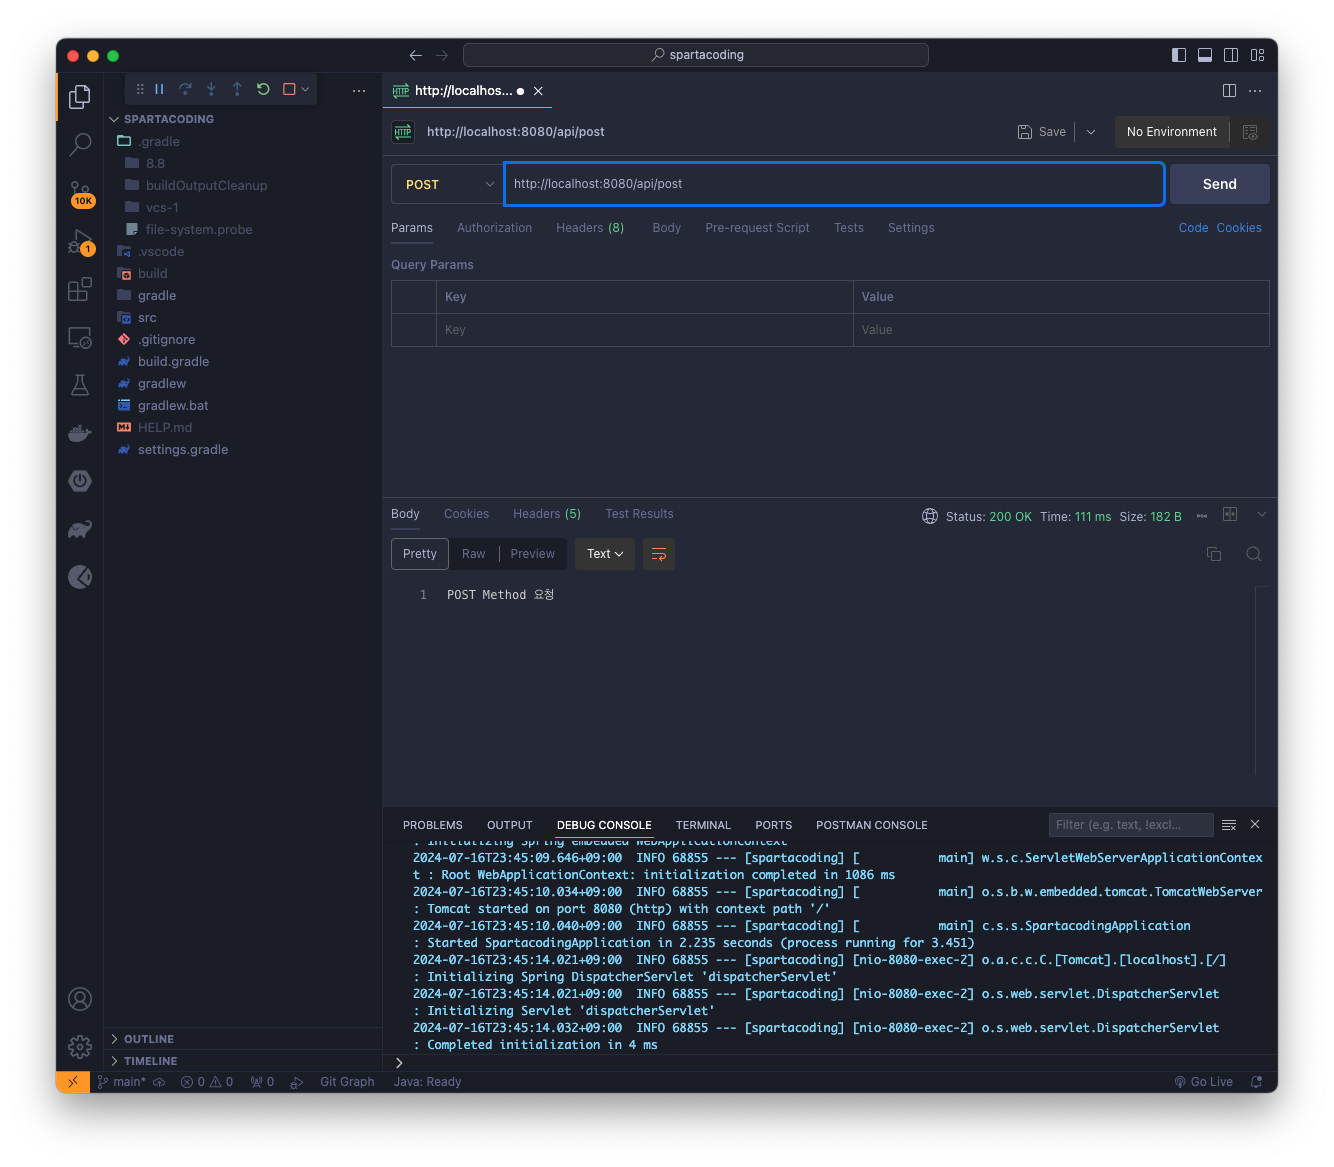 spartacoding
http://localhos...
SPARTACODING
.gradle
8.8
buildOutputCleanup
vcs-1
file-system.probe
.vscode
build
gradle
src
.gitignore
build.gradle
gradlew
gradlew.bat
HELP.md
settings.gradle
10K
1
OUTLINE
TIMELINE
HTTP
http://localhost:8080/api/post
Save
No Environment
POST
http://localhost:8080/api/post
Send
Params Authorization Headers (8) Body Pre-request Script Tests Settings Code Cookies
Query Params
Key Value
Key Value
Body Cookies Headers (5) Test Results Status: 200 OK Time: 111 ms Size: 182 B
Pretty Raw Preview Text
1 POST Method 요청
PROBLEMS OUTPUT DEBUG CONSOLE TERMINAL PORTS POSTMAN CONSOLE Filter (e.g. text, !excl...
: Initializing Spring embedded WebApplicationContext
2024-07-16T23:45:09.646+09:00  INFO 68855 --- [spartacoding] [           main] w.s.c.ServletWebServerApplicationContex
t : Root WebApplicationContext: initialization completed in 1086 ms
2024-07-16T23:45:10.034+09:00  INFO 68855 --- [spartacoding] [           main] o.s.b.w.embedded.tomcat.TomcatWebServer
: Tomcat started on port 8080 (http) with context path '/'
2024-07-16T23:45:10.040+09:00  INFO 68855 --- [spartacoding] [           main] c.s.s.SpartacodingApplication
: Started SpartacodingApplication in 2.235 seconds (process running for 3.451)
2024-07-16T23:45:14.021+09:00  INFO 68855 --- [spartacoding] [nio-8080-exec-2] o.a.c.c.C.[Tomcat].[localhost].[/]
: Initializing Spring DispatcherServlet 'dispatcherServlet'
2024-07-16T23:45:14.021+09:00  INFO 68855 --- [spartacoding] [nio-8080-exec-2] o.s.web.servlet.DispatcherServlet
: Initializing Servlet 'dispatcherServlet'
2024-07-16T23:45:14.032+09:00  INFO 68855 --- [spartacoding] [nio-8080-exec-2] o.s.web.servlet.DispatcherServlet
: Completed initialization in 4 ms
main* 0 0 0 Git Graph Java: Ready Go Live